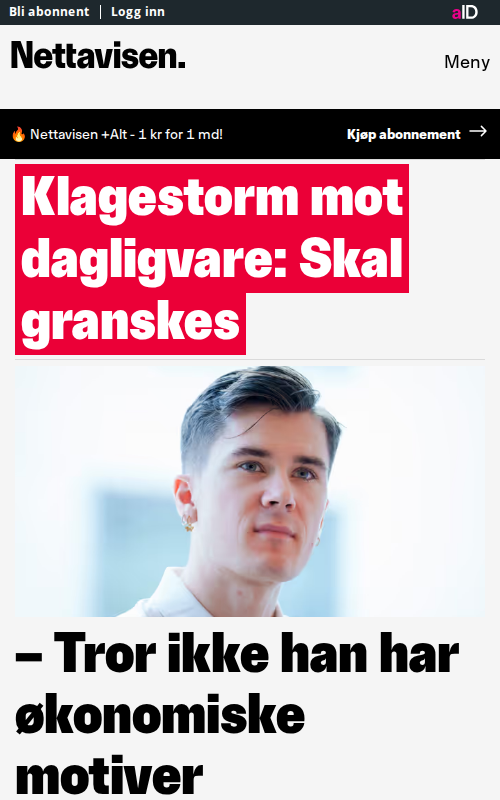 Bli abonnent | Logg inn
aID
Nettavisen.
Meny
🔥 Nettavisen +Alt - 1 kr for 1 md!
Kjøp abonnement →
Klagestorm mot
dagligvare: Skal
granskes
– Tror ikke han har
økonomiske
motiver